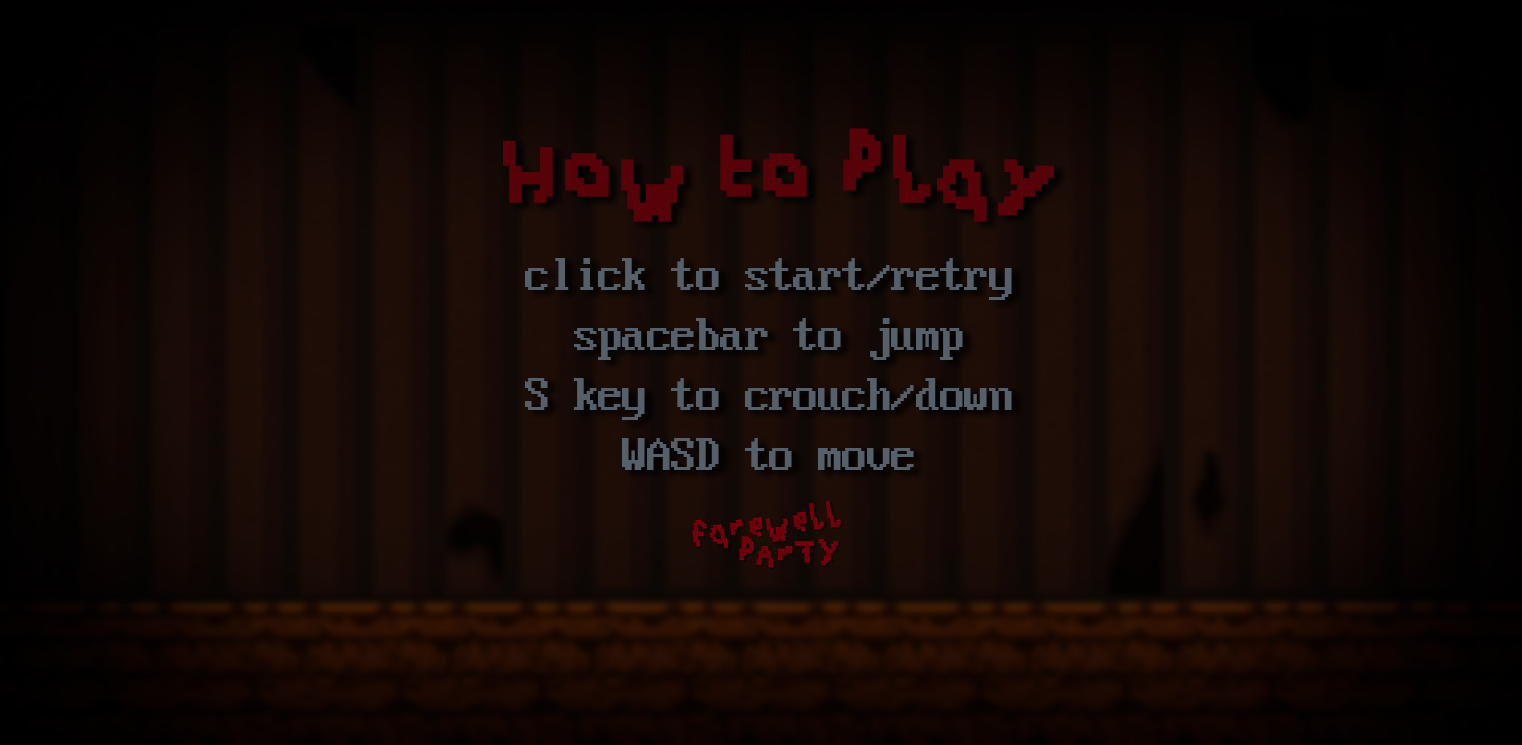 How to Play
click to start/retry
spacebar to jump
S key to crouch/down
WASD to move
farewell
PArTY